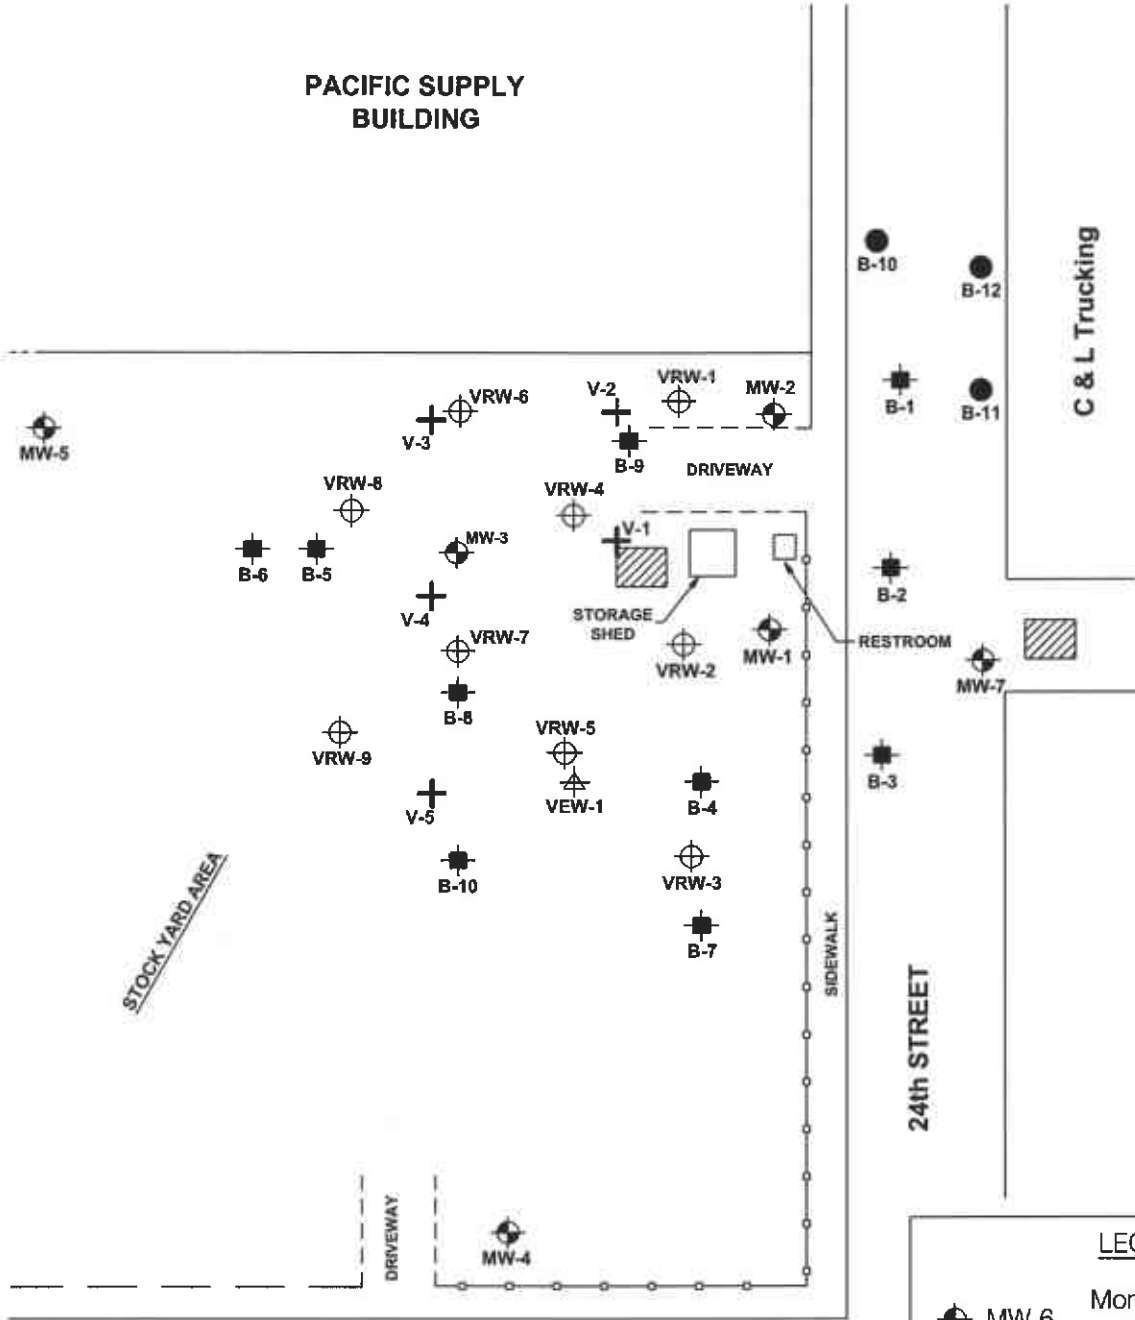 PACIFIC SUPPLY
BUILDING
B-10
B-12
C & L Trucking
VRW-1
MW-2
V-2
VRW-6
B-1
B-11
V-3
MW-5
B-9
DRIVEWAY
VRW-8
VRW-4
V-1
MW-3
B-6
B-5
B-2
STORAGE
SHED
V-4
VRW-7
RESTROOM
MW-1
VRW-2
MW-7
B-8
VRW-5
VRW-9
B-3
VEW-1
B-4
V-5
B-10
VRW-3
STOCK YARD AREA
B-7
SIDEWALK
24th STREET
DRIVEWAY
MW-4
MW-6